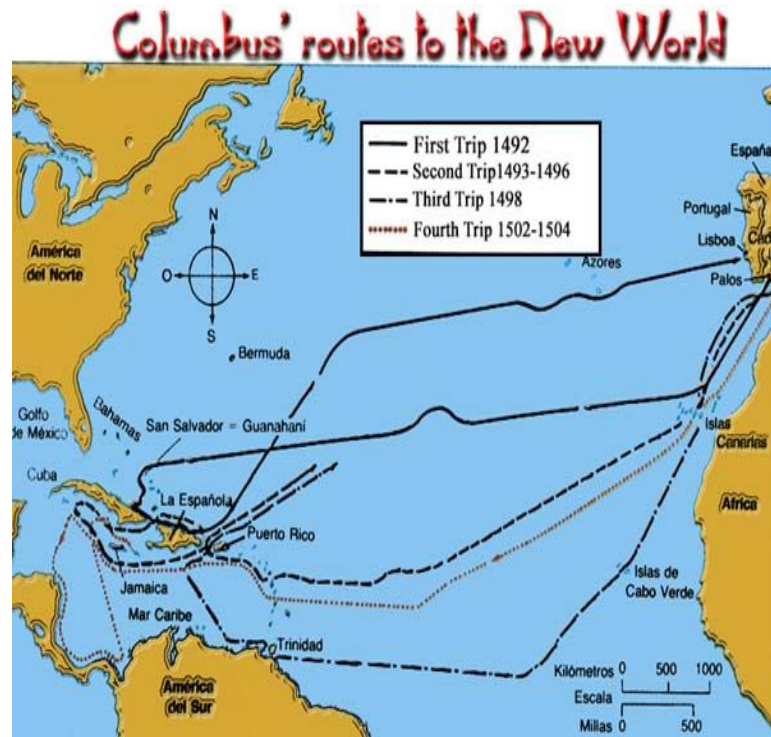 Columbus' routes to the New World
First Trip 1492
Second Trip1493-1496
Third Trip 1498
Fourth Trip 1502-1504
España
Portugal
Lisboa
Palos
Azores
América
del Norte
N
O
E
S
Bermuda
Golfo
de México
Bahamas
San Salvador = Guanahaní
Islas
Canarias
Cuba
La Española
Puerto Rico
Africa
Jamaica
Mar Caribe
Islas de
Cabo Verde
Trinidad
América
del Sur
Kilómetros
0 500 1000
Escala
Millas
0 500